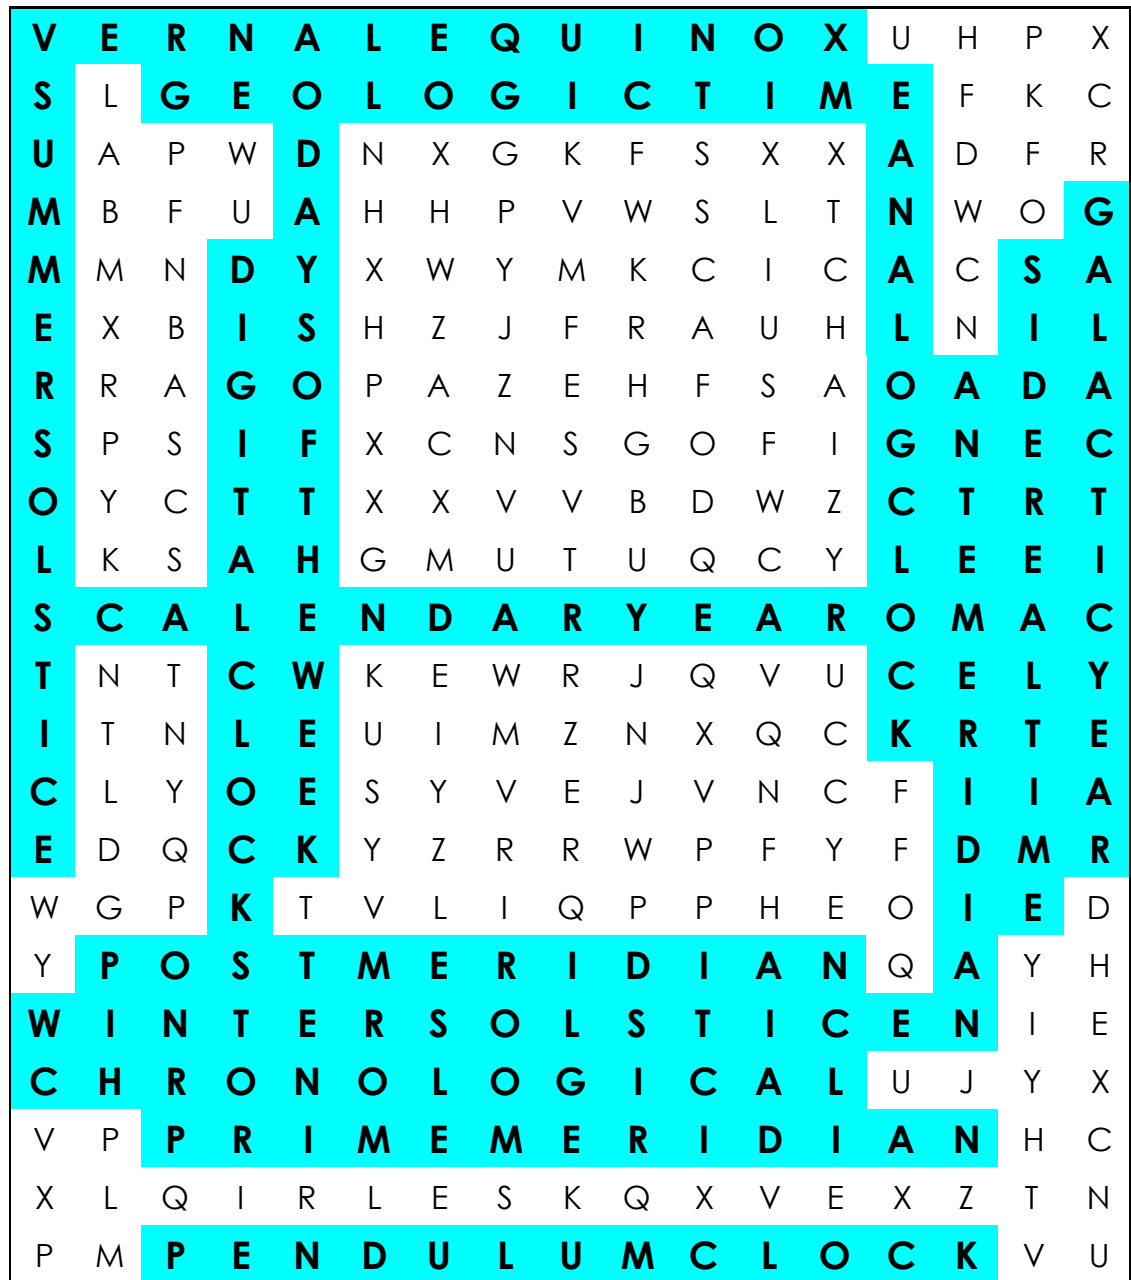 V E R N A L E Q U I N O X U H P X
S L G E O L O G I C T I M E F K C
U A P W D N X G K F S X X A D F R
M B F U A H H P V W S L T N W O G
M M N D Y X W Y M K C I C A C S A
E X B I S H Z J F R A U H L N I L
R R A G O P A Z E H F S A O A D A
S P S I F X C N S G O F I G N E C
O Y C T T X X V V B D W Z C T R T
L K S A H G M U T U Q C Y L E E I
S C A L E N D A R Y E A R O M A C
T N T C W K E W R J Q V U C E L Y
I T N L E U I M Z N X Q C K R T E
C L Y O E S Y V E J V N C F I I A
E D Q C K Y Z R R W P F Y F D M R
W G P K T V L I Q P P H E O I E D
Y P O S T M E R I D I A N Q A Y H
W I N T E R S O L S T I C E N I E
C H R O N O L O G I C A L U J Y X
V P P R I M E M E R I D I A N H C
X L Q I R L E S K Q X V E X Z T N
P M P E N D U L U M C L O C K V U